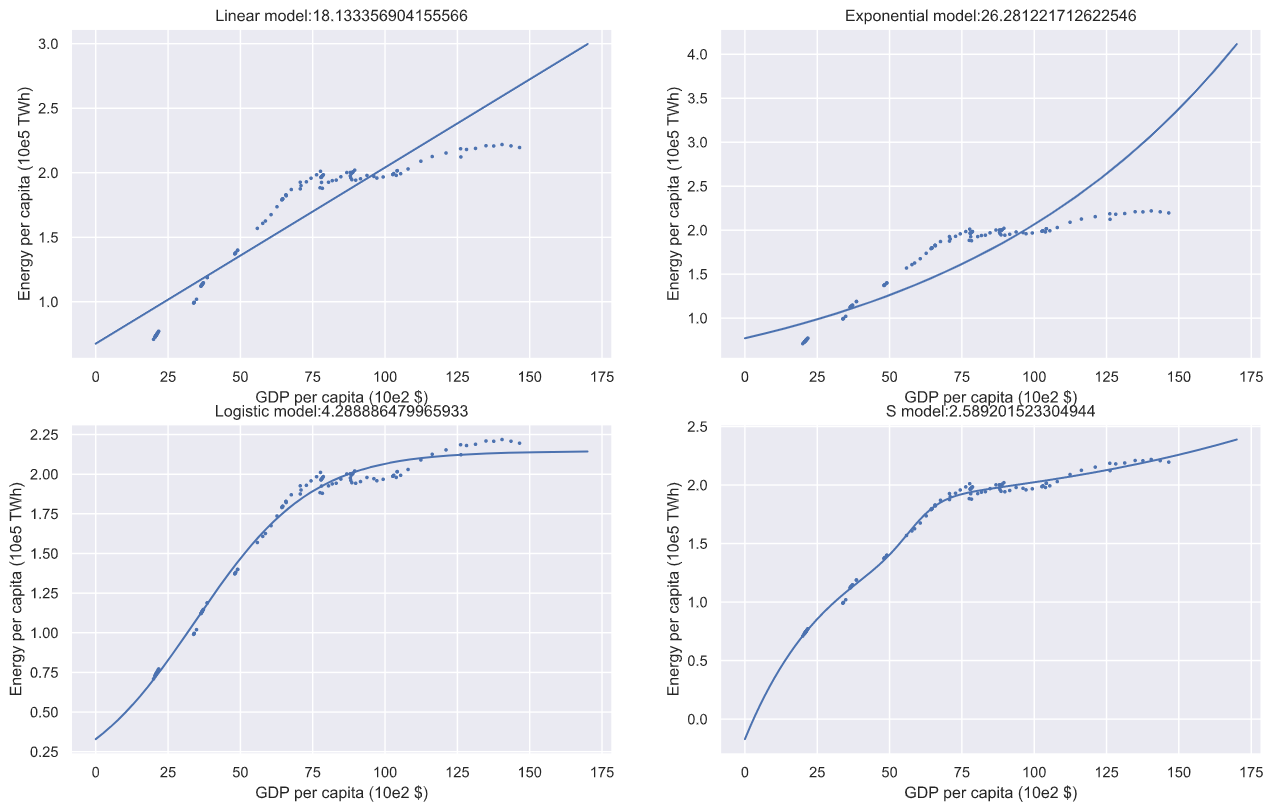 Linear model:18.133356904155566
Energy per capita (10e5 TWh)
3.0
2.5
2.0
1.5
1.0
0 25 50 75 100 125 150 175
GDP per capita (10e2 $)
Exponential model:26.281221712622546
Energy per capita (10e5 TWh)
4.0
3.5
3.0
2.5
2.0
1.5
1.0
0 25 50 75 100 125 150 175
GDP per capita (10e2 $)
Logistic model:4.288886479965933
Energy per capita (10e5 TWh)
2.25
2.00
1.75
1.50
1.25
1.00
0.75
0.50
0.25
0 25 50 75 100 125 150 175
GDP per capita (10e2 $)
S model:2.589201523304944
Energy per capita (10e5 TWh)
2.5
2.0
1.5
1.0
0.5
0.0
0 25 50 75 100 125 150 175
GDP per capita (10e2 $)